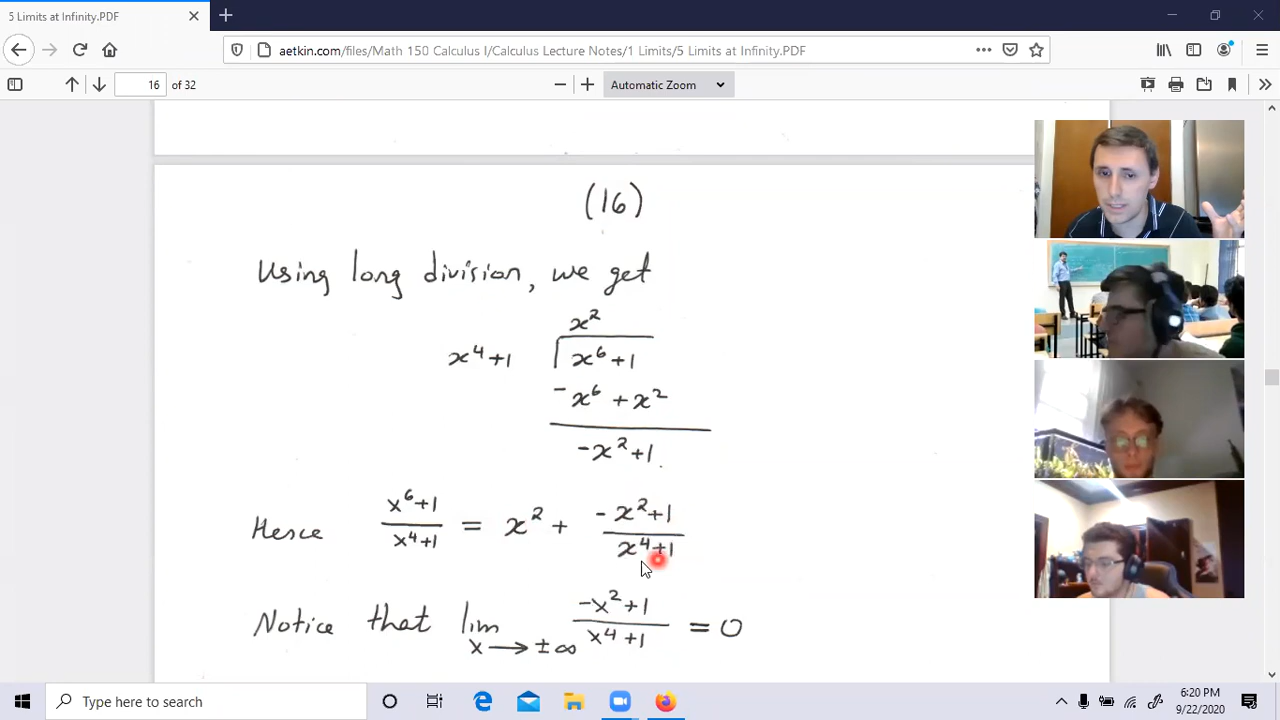 5 Limits at Infinity.PDF
aetkin.com/files/Math 150 Calculus I/Calculus Lecture Notes/1 Limits/5 Limits at Infinity.PDF
16 of 32
Automatic Zoom
(16)
Using long division, we get
x²
x⁴+1 x⁶+1
- x⁶ + x²
-x²+1
Hence x⁶+1/x⁴+1 = x² + -x²+1/x⁴+1
Notice that lim x→±∞ -x²+1/x⁴+1 = 0
Type here to search
6:20 PM
9/22/2020